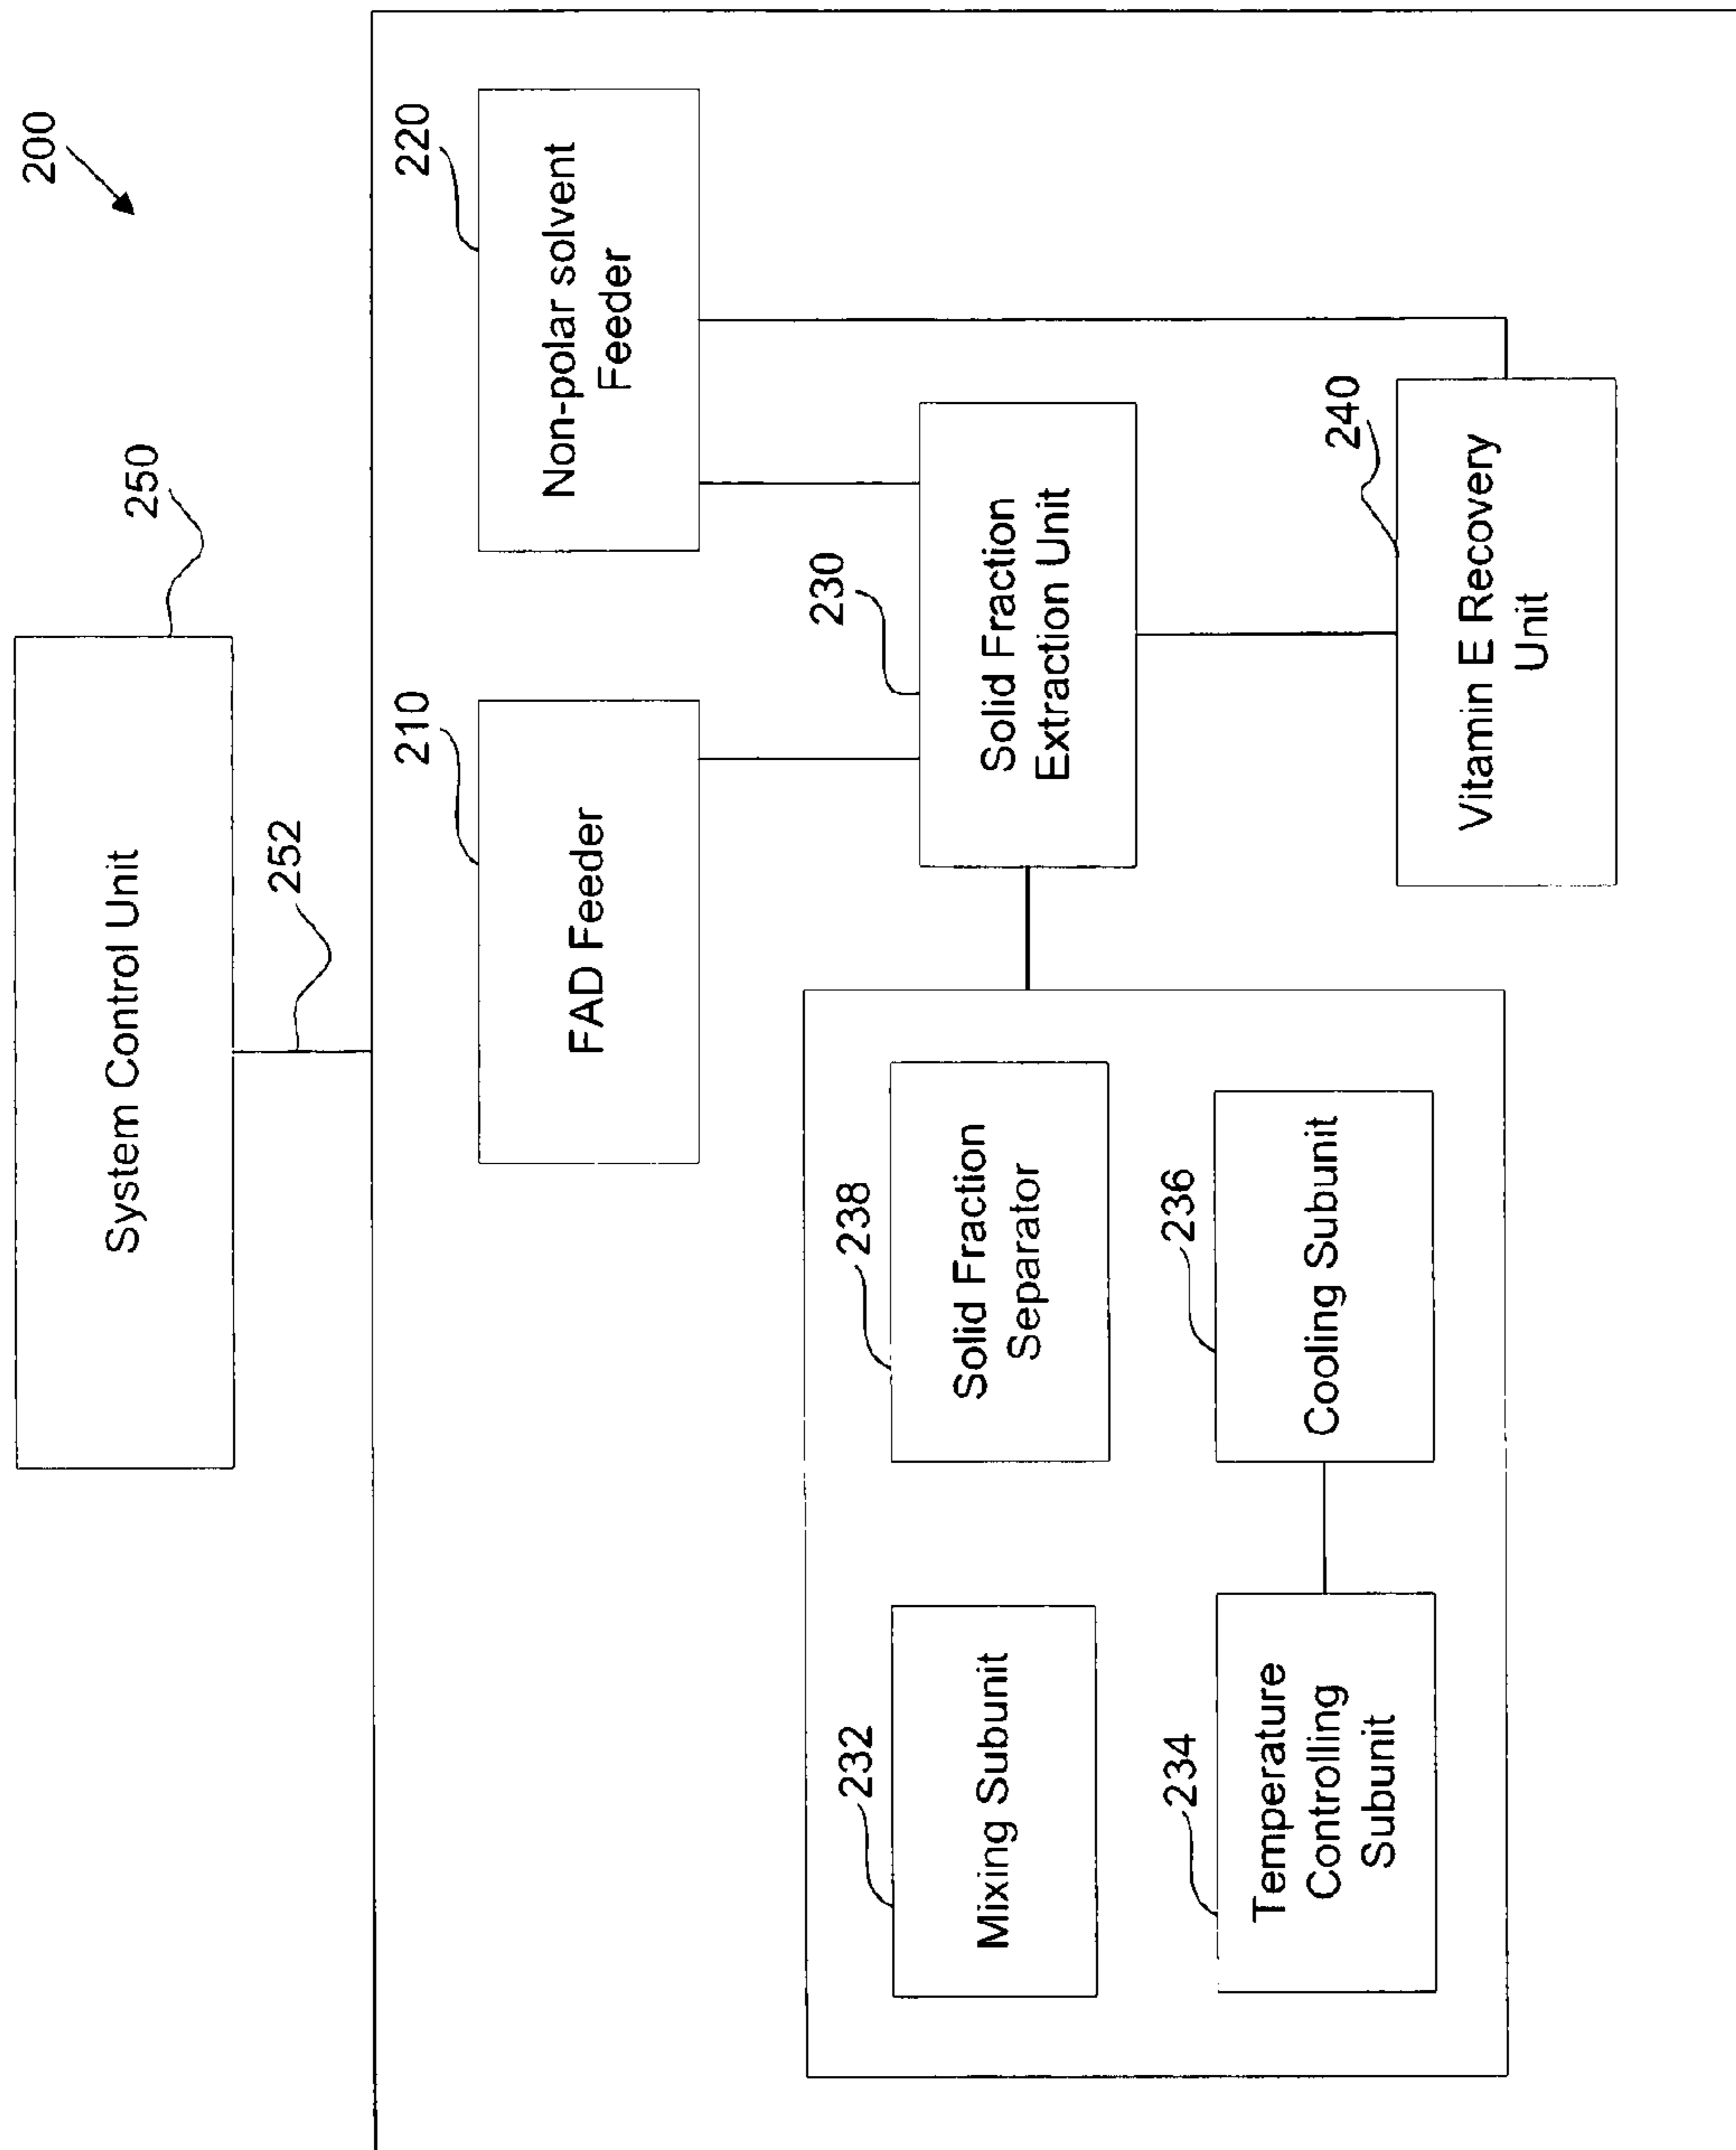 200
System Control Unit
250
252
FAD Feeder
210
Non-polar solvent
Feeder
220
Solid Fraction
Extraction Unit
230
Mixing Subunit
232
Solid Fraction
Separator
238
Temperature
Controlling
Subunit
234
Cooling Subunit
236
Vitamin E Recovery
Unit
240